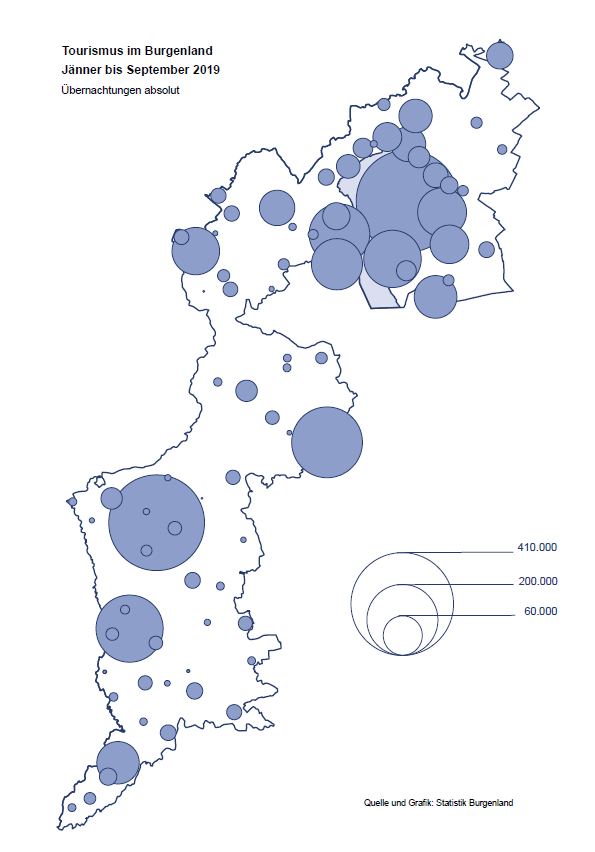 Tourismus im Burgenland
Jänner bis September 2019
Übernachtungen absolut
410.000
200.000
60.000
Quelle und Grafik: Statistik Burgenland